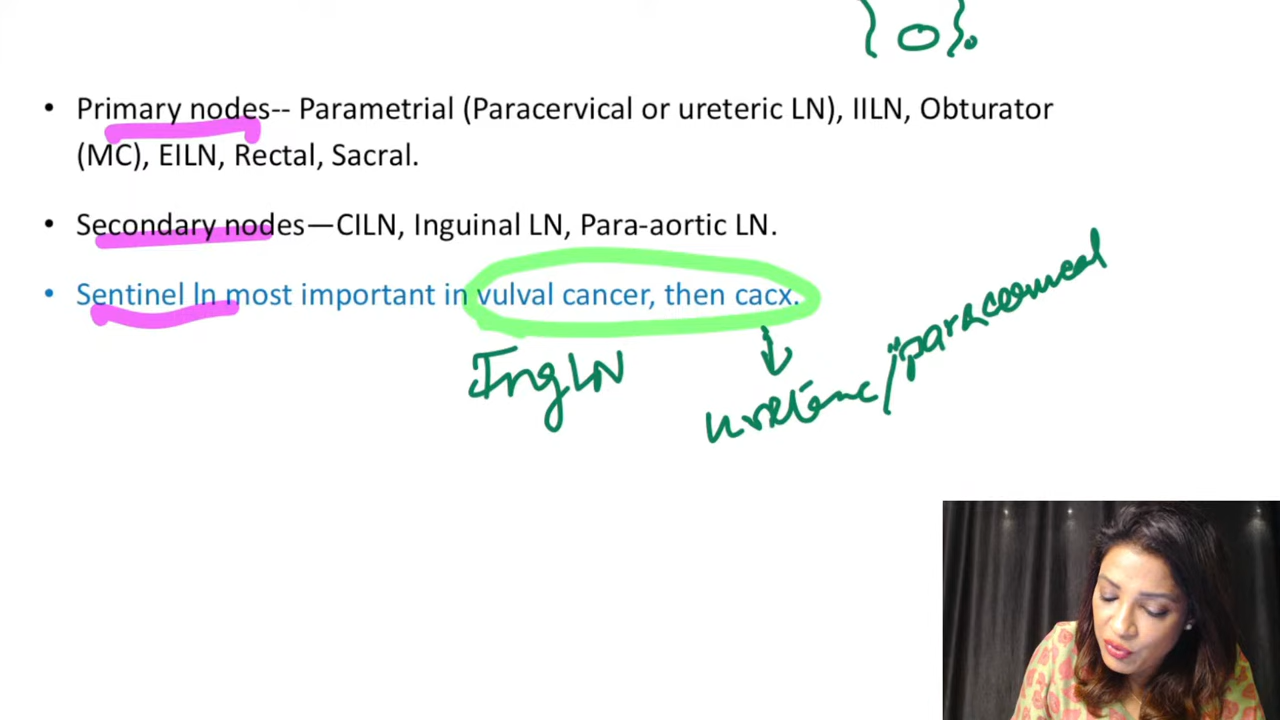 { 0 }.
• Primary nodes-- Parametrial (Paracervical or ureteric LN), IILN, Obturator
(MC), EILN, Rectal, Sacral.
• Secondary nodes—CILN, Inguinal LN, Para-aortic LN.
• Sentinel ln most important in vulval cancer, then cacx.
Ing LN
ureteric/paracervical